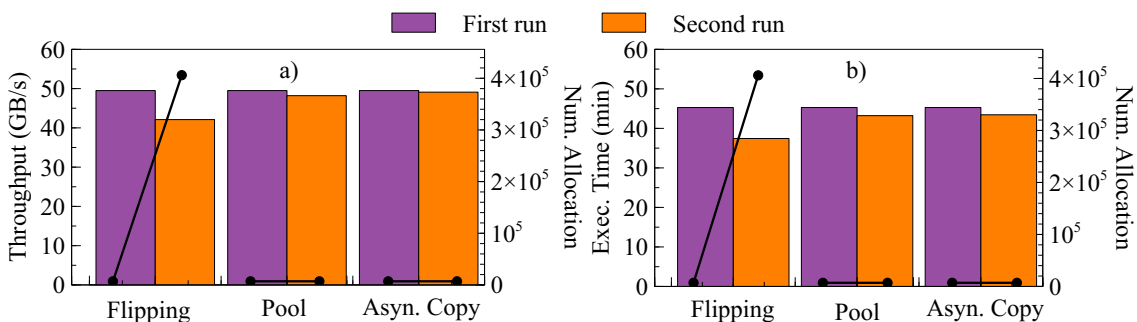 First run
Second run
a)
Throughput (GB/s)
60
50
40
30
20
10
0
4×10⁵
3×10⁵
2×10⁵
10⁵
0
Num. Allocation
Flipping
Pool
Asyn. Copy
b)
Exec. Time (min)
60
50
40
30
20
10
0
4×10⁵
3×10⁵
2×10⁵
10⁵
0
Num. Allocation
Flipping
Pool
Asyn. Copy